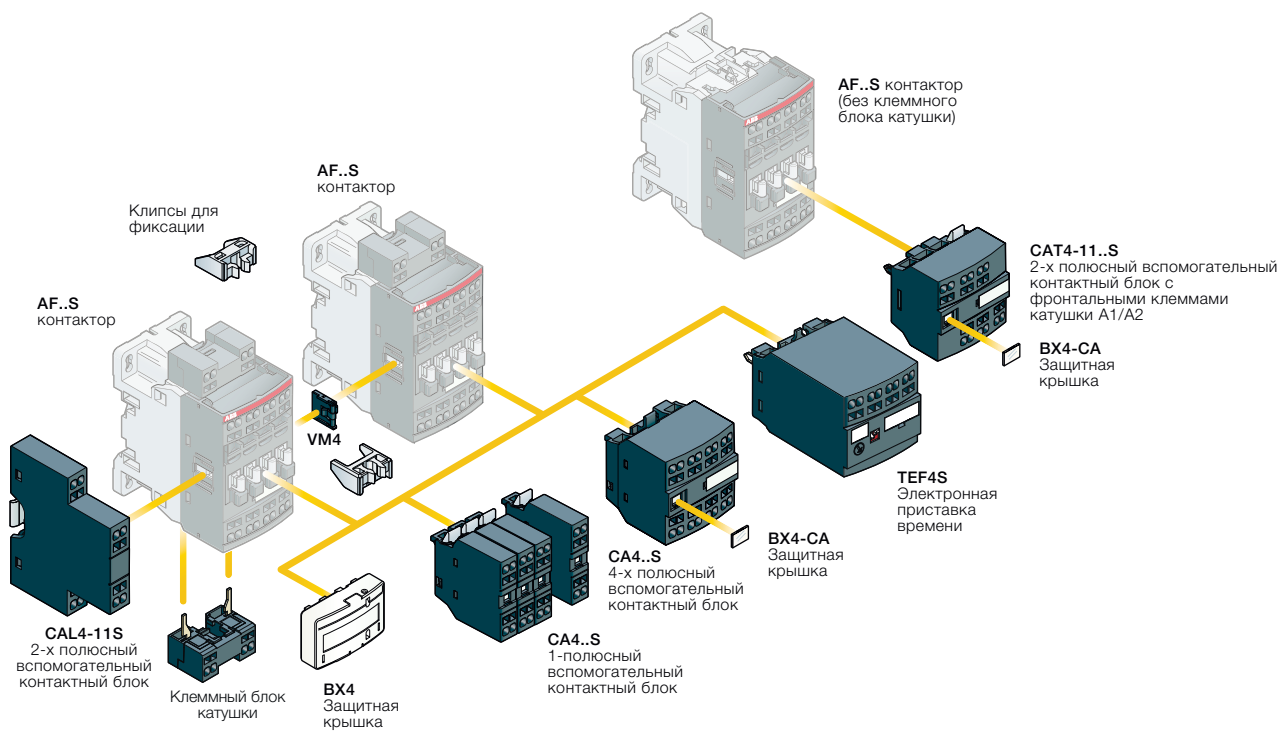 AF..S контактор
(без клеммного
блока катушки)
AF..S
контактор
Клипсы для
фиксации
AF..S
контактор
CAT4-11..S
2-х полюсный вспомогательный
контактный блок с
фронтальными клеммами
катушки A1/A2
BX4-CA
Защитная
крышка
VM4
TEF4S
Электронная
приставка
времени
BX4-CA
Защитная
крышка
CA4..S
4-х полюсный
вспомогательный
контактный блок
CAL4-11S
2-х полюсный
вспомогательный
контактный блок
Клеммный блок
катушки
BX4
Защитная
крышка
CA4..S
1-полюсный
вспомогательный
контактный блок
ABB
ABB
ABB